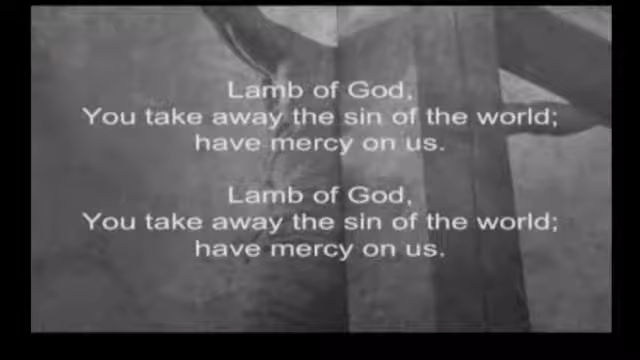 Lamb of God,
You take away the sin of the world;
have mercy on us.
Lamb of God,
You take away the sin of the world;
have mercy on us.